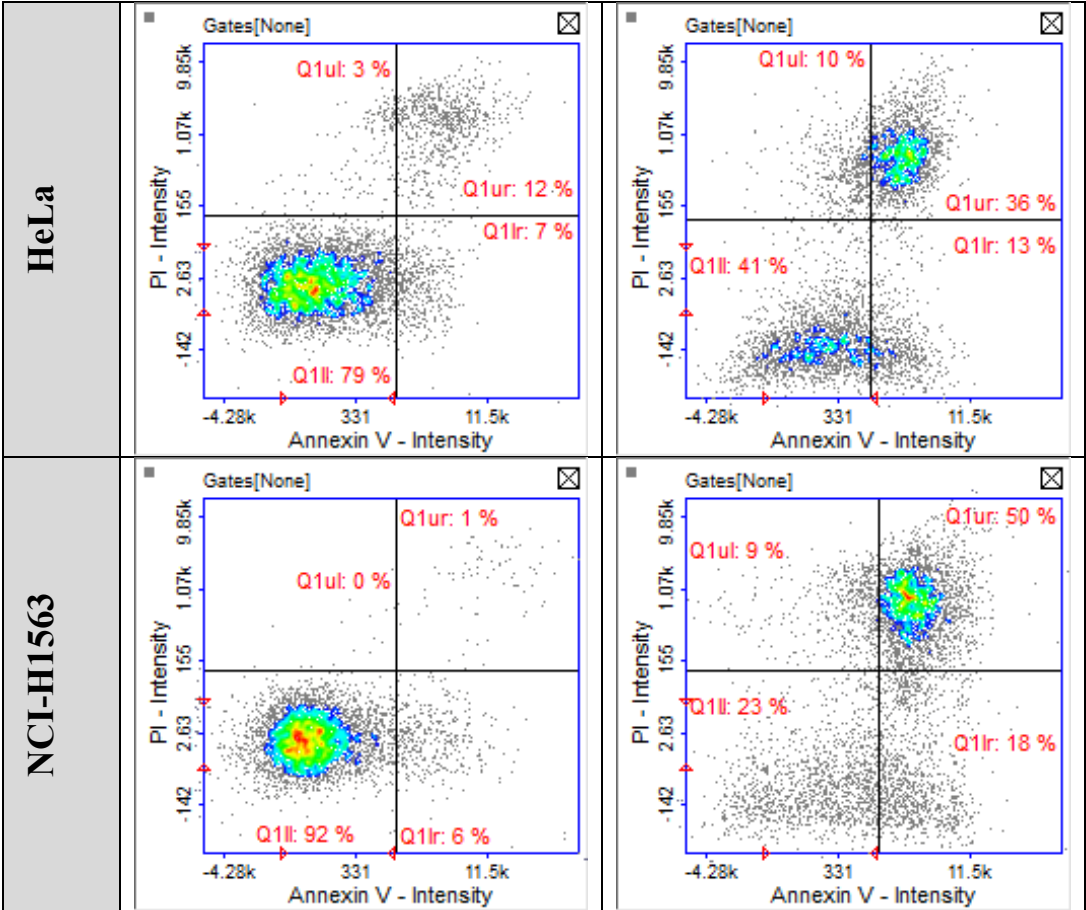 HeLa
Gates[None]
Q1ul: 3 %
Q1ur: 12 %
Q1lr: 7 %
Q1ll: 79 %
PI - Intensity
9.85k
1.07k
155
2.63
-142
-4.28k 331 11.5k
Annexin V - Intensity
Gates[None]
Q1ul: 10 %
Q1ur: 36 %
Q1lr: 13 %
Q1ll: 41 %
PI - Intensity
9.85k
1.07k
155
2.63
-142
-4.28k 331 11.5k
Annexin V - Intensity
NCI-H1563
Gates[None]
Q1ur: 1 %
Q1ul: 0 %
Q1ll: 92 %
Q1lr: 6 %
PI - Intensity
9.85k
1.07k
155
2.63
-142
-4.28k 331 11.5k
Annexin V - Intensity
Gates[None]
Q1ur: 50 %
Q1ul: 9 %
Q1ll: 23 %
Q1lr: 18 %
PI - Intensity
9.85k
1.07k
155
2.63
-142
-4.28k 331 11.5k
Annexin V - Intensity